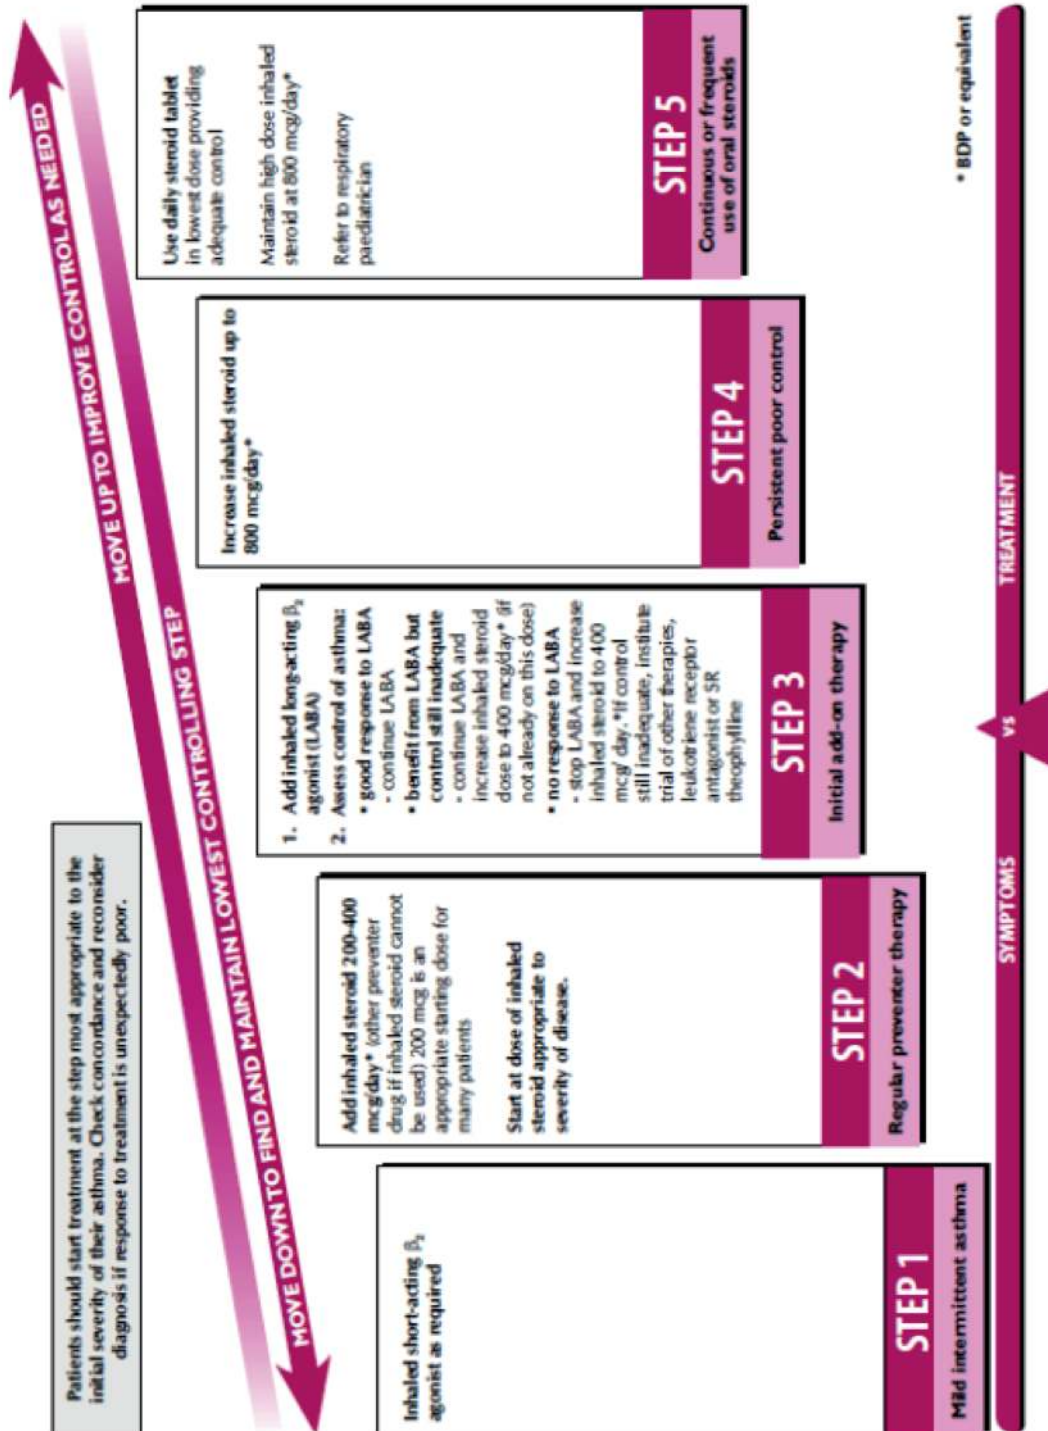 Patients should start treatment at the step most appropriate to the
initial severity of their asthma. Check concordance and reconsider
diagnosis if response to treatment is unexpectedly poor.
MOVE UP TO IMPROVE CONTROL AS NEEDED
MOVE DOWN TO FIND AND MAINTAIN LOWEST CONTROLLING STEP
Inhaled short-acting β₂
agonist as required
STEP 1
Mild intermittent asthma
Add inhaled steroid 200-400
mcg/day* (other preventer
drug if inhaled steroid cannot
be used) 200 mcg is an
appropriate starting dose for
many patients
Start at dose of inhaled
steroid appropriate to
severity of disease.
STEP 2
Regular preventer therapy
1. Add inhaled long-acting β₂
agonist (LABA)
2. Assess control of asthma:
• good response to LABA
- continue LABA
• benefit from LABA but
control still inadequate
- continue LABA and
increase inhaled steroid
dose to 400 mcg/day* (if
not already on this dose)
• no response to LABA
- stop LABA and increase
inhaled steroid to 400
mcg/ day.*If control
still inadequate, institute
trial of other therapies,
leukotriene receptor
antagonist or SR
theophylline
STEP 3
Initial add-on therapy
Increase inhaled steroid up to
800 mcg/day*
STEP 4
Persistent poor control
Use daily steroid tablet
in lowest dose providing
adequate control
Maintain high dose inhaled
steroid at 800 mcg/day*
Refer to respiratory
paediatrician
STEP 5
Continuous or frequent
use of oral steroids
* BDP or equivalent
SYMPTOMS vs TREATMENT